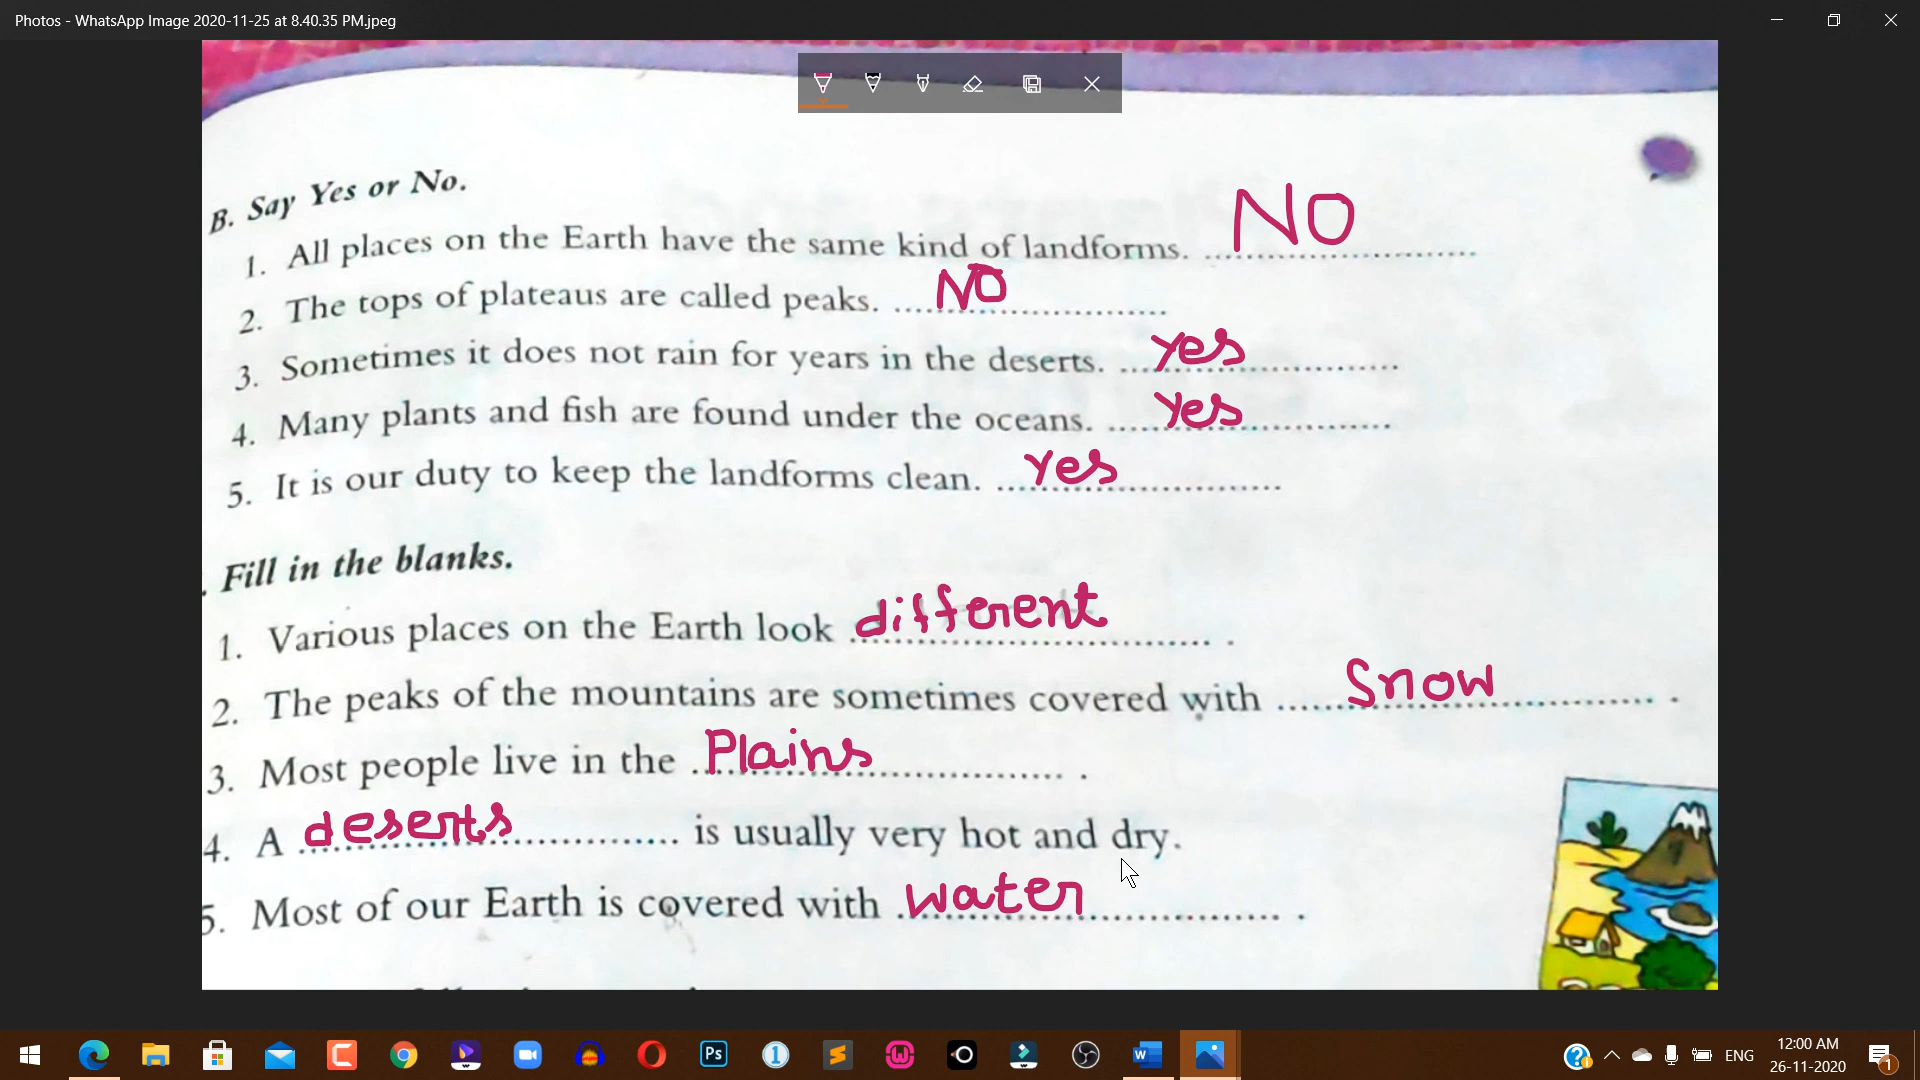 Photos - WhatsApp Image 2020-11-25 at 8.40.35 PM.jpeg
B. Say Yes or No.
1. All places on the Earth have the same kind of landforms. .......... NO
2. The tops of plateaus are called peaks. .......... NO
3. Sometimes it does not rain for years in the deserts. .......... yes
4. Many plants and fish are found under the oceans. .......... Yes
5. It is our duty to keep the landforms clean. .......... Yes
. Fill in the blanks.
1. Various places on the Earth look different .
2. The peaks of the mountains are sometimes covered with Snow .
3. Most people live in the Plains .
4. A deserts is usually very hot and dry.
5. Most of our Earth is covered with water .
Ps
W
ENG
12:00 AM
26-11-2020
1